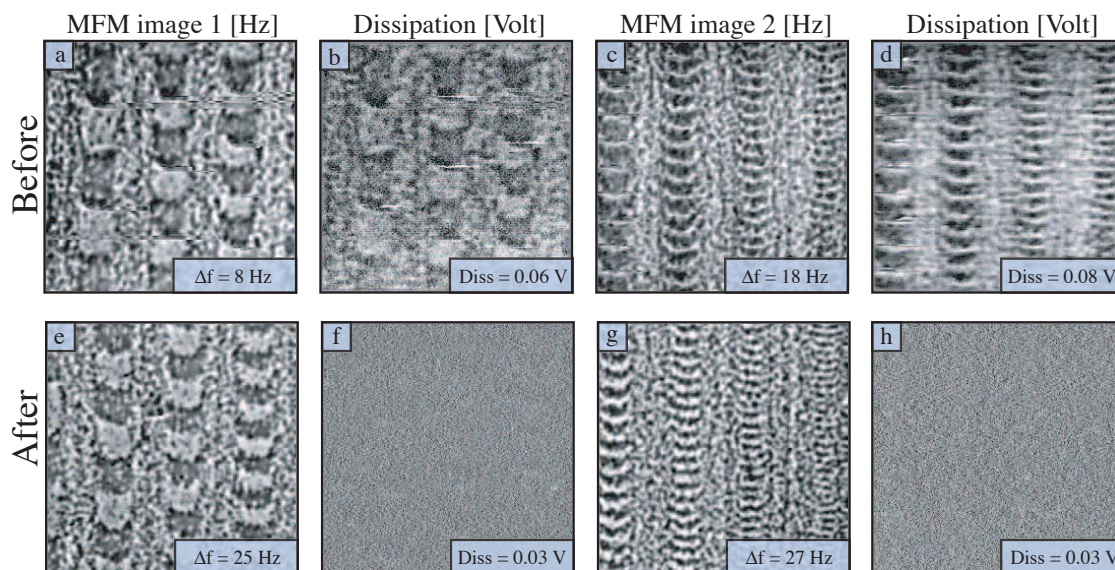 MFM image 1 [Hz]
Dissipation [Volt]
MFM image 2 [Hz]
Dissipation [Volt]
Before
a
b
c
d
Δf = 8 Hz
Diss = 0.06 V
Δf = 18 Hz
Diss = 0.08 V
After
e
f
g
h
Δf = 25 Hz
Diss = 0.03 V
Δf = 27 Hz
Diss = 0.03 V